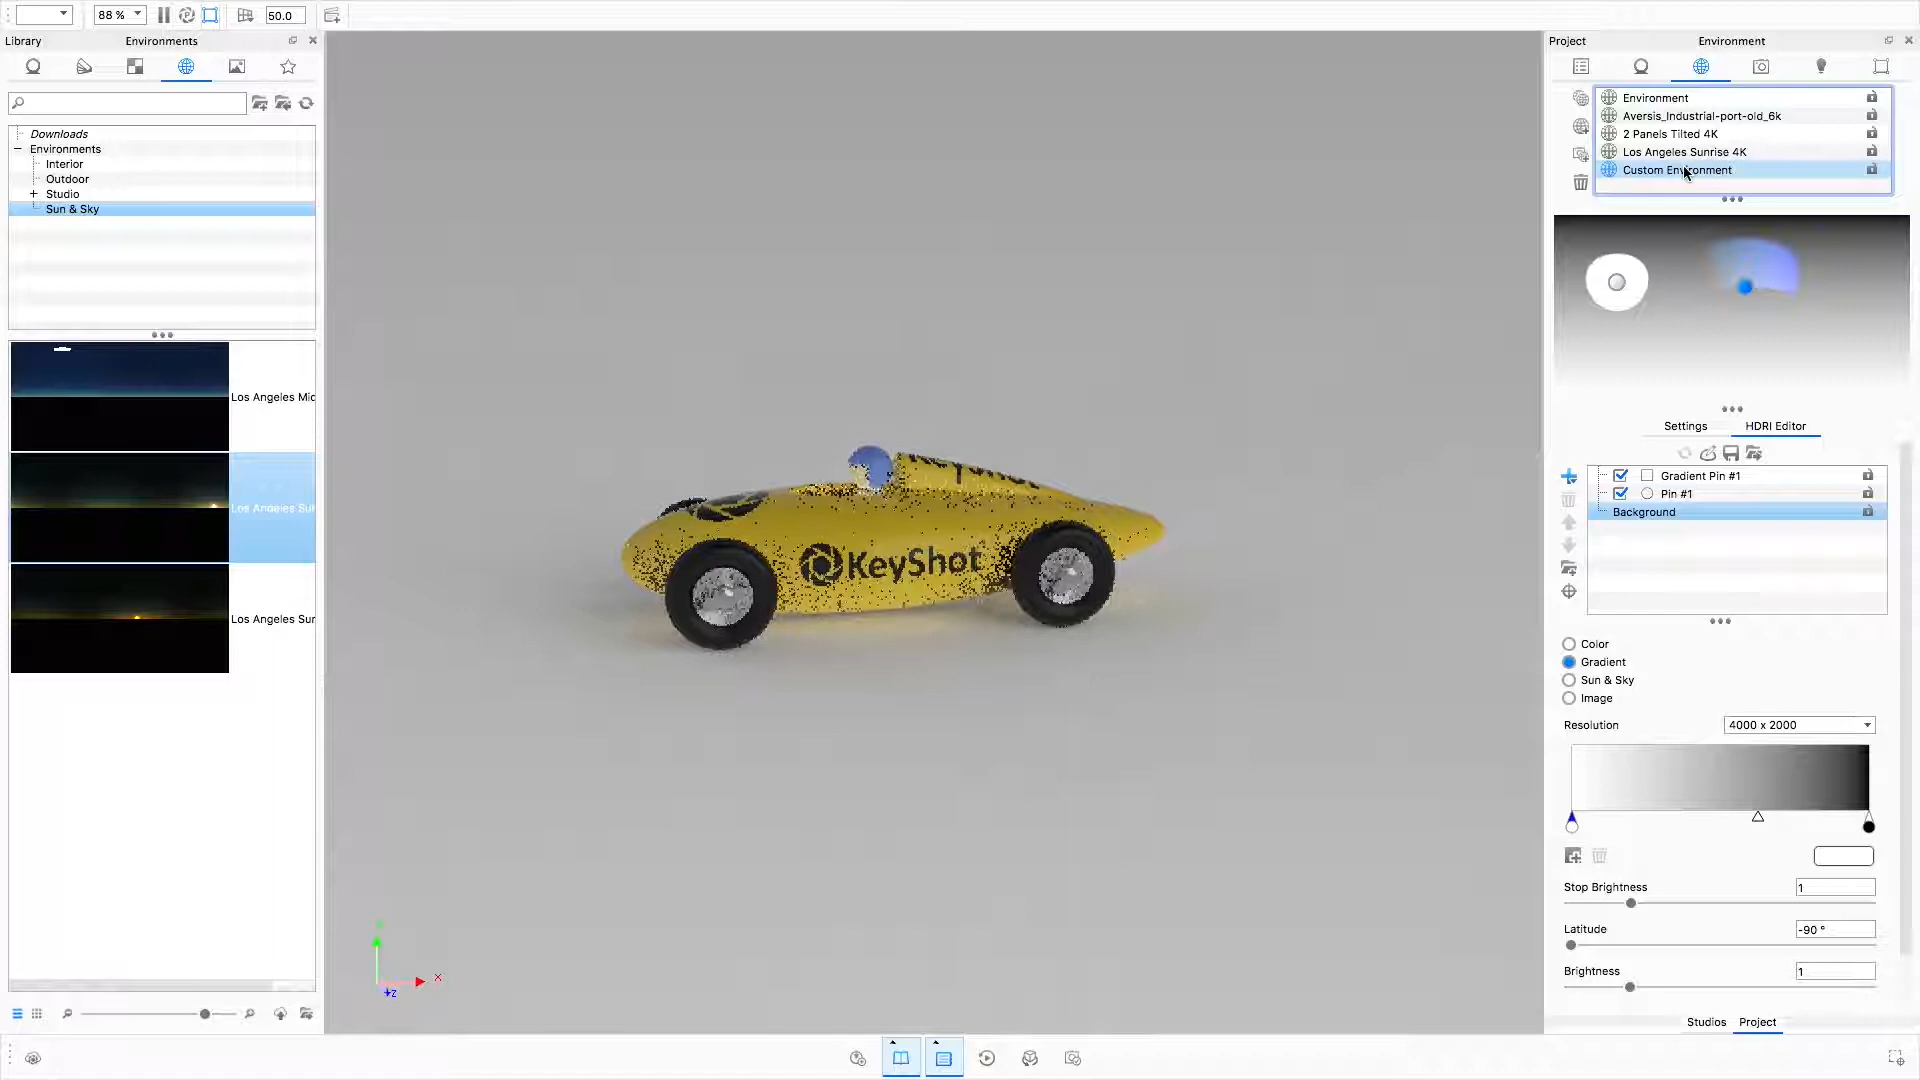 88 %
50.0
Library
Environments
Downloads
Environments
Interior
Outdoor
Studio
Sun & Sky
Los Angeles Mic
Los Angeles Sur
Los Angeles Sur
KeyShot
X
Z
Project
Environment
Environment
Aversis_Industrial-port-old_6k
2 Panels Tilted 4K
Los Angeles Sunrise 4K
Custom Environment
Settings
HDRI Editor
Gradient Pin #1
Pin #1
Background
Color
Gradient
Sun & Sky
Image
Resolution
4000 x 2000
Stop Brightness
1
Latitude
-90 °
Brightness
1
Studios
Project